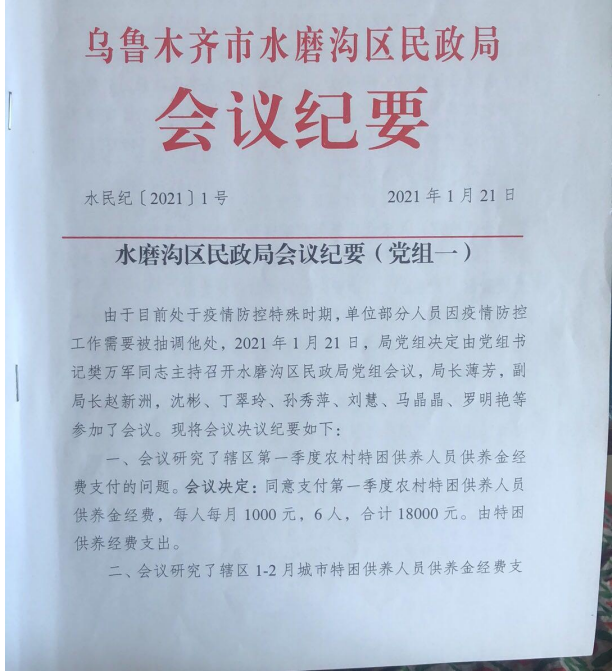 乌鲁木齐市水磨沟区民政局
会议纪要
水民纪〔2021〕1号 2021年1月21日
水磨沟区民政局会议纪要（党组一）
由于目前处于疫情防控特殊时期，单位部分人员因疫情防控
工作需要被抽调他处，2021年1月21日，局党组决定由党组书
记樊万军同志主持召开水磨沟区民政局党组会议，局长薄芳，副
局长赵新洲，沈彬、丁翠玲、孙秀萍、刘慧、马晶晶、罗明艳等
参加了会议。现将会议决议纪要如下：
一、会议研究了辖区第一季度农村特困供养人员供养金经
费支付的问题。会议决定：同意支付第一季度农村特困供养人员
供养金经费，每人每月1000元，6人，合计18000元。由特困
供养经费支出。
二、会议研究了辖区1-2月城市特困供养人员供养金经费支